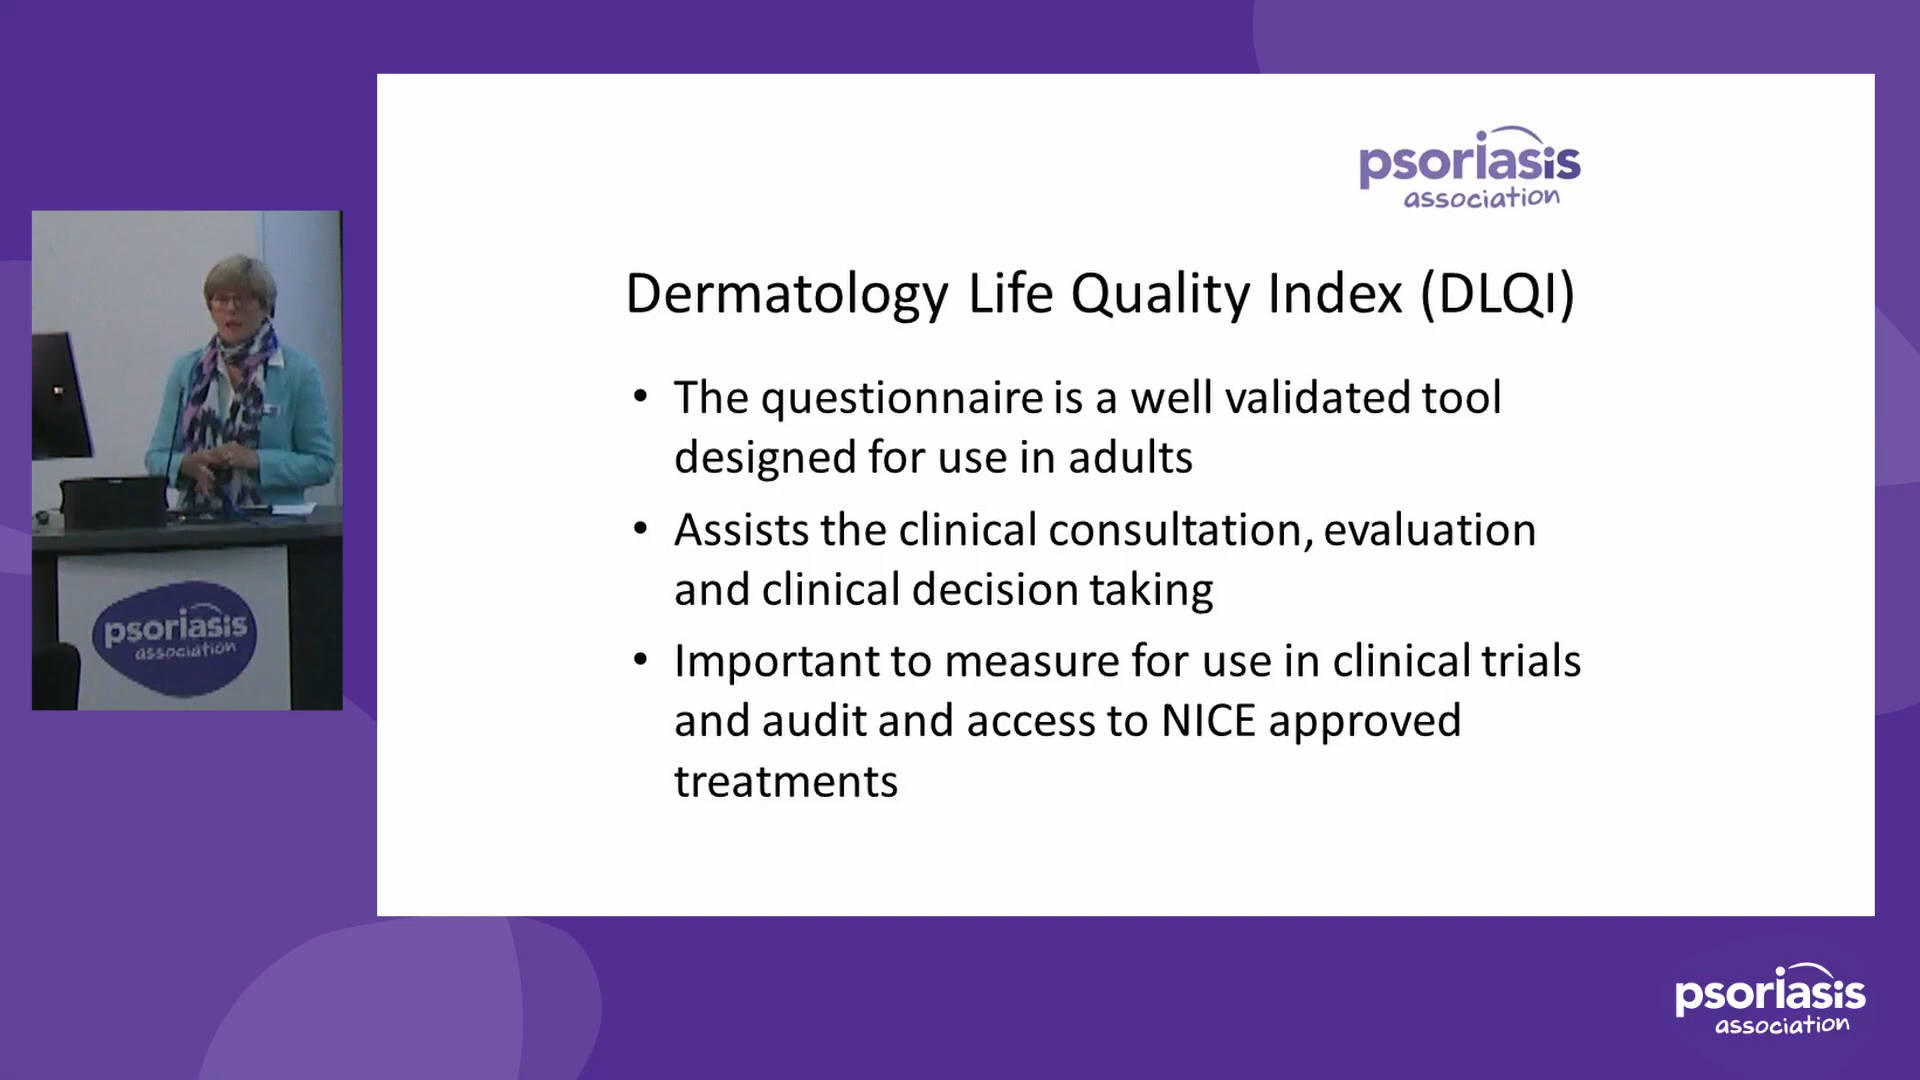 psoriasis
association
Dermatology Life Quality Index (DLQI)
• The questionnaire is a well validated tool
designed for use in adults
• Assists the clinical consultation, evaluation
and clinical decision taking
• Important to measure for use in clinical trials
and audit and access to NICE approved
treatments
psoriasis
association
psoriasis
association